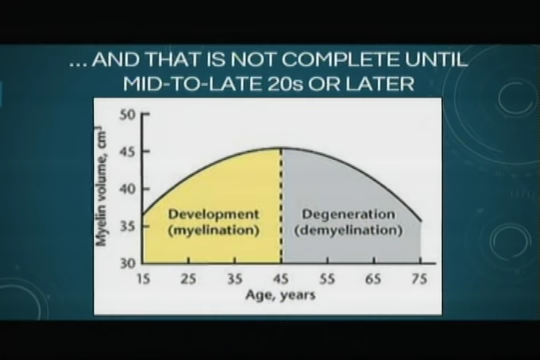 ... AND THAT IS NOT COMPLETE UNTIL
MID-TO-LATE 20s OR LATER
50
45
40
35
30
Myelin volume, cm³
Development
(myelination)
Degeneration
(demyelination)
15 25 35 45 55 65 75
Age, years